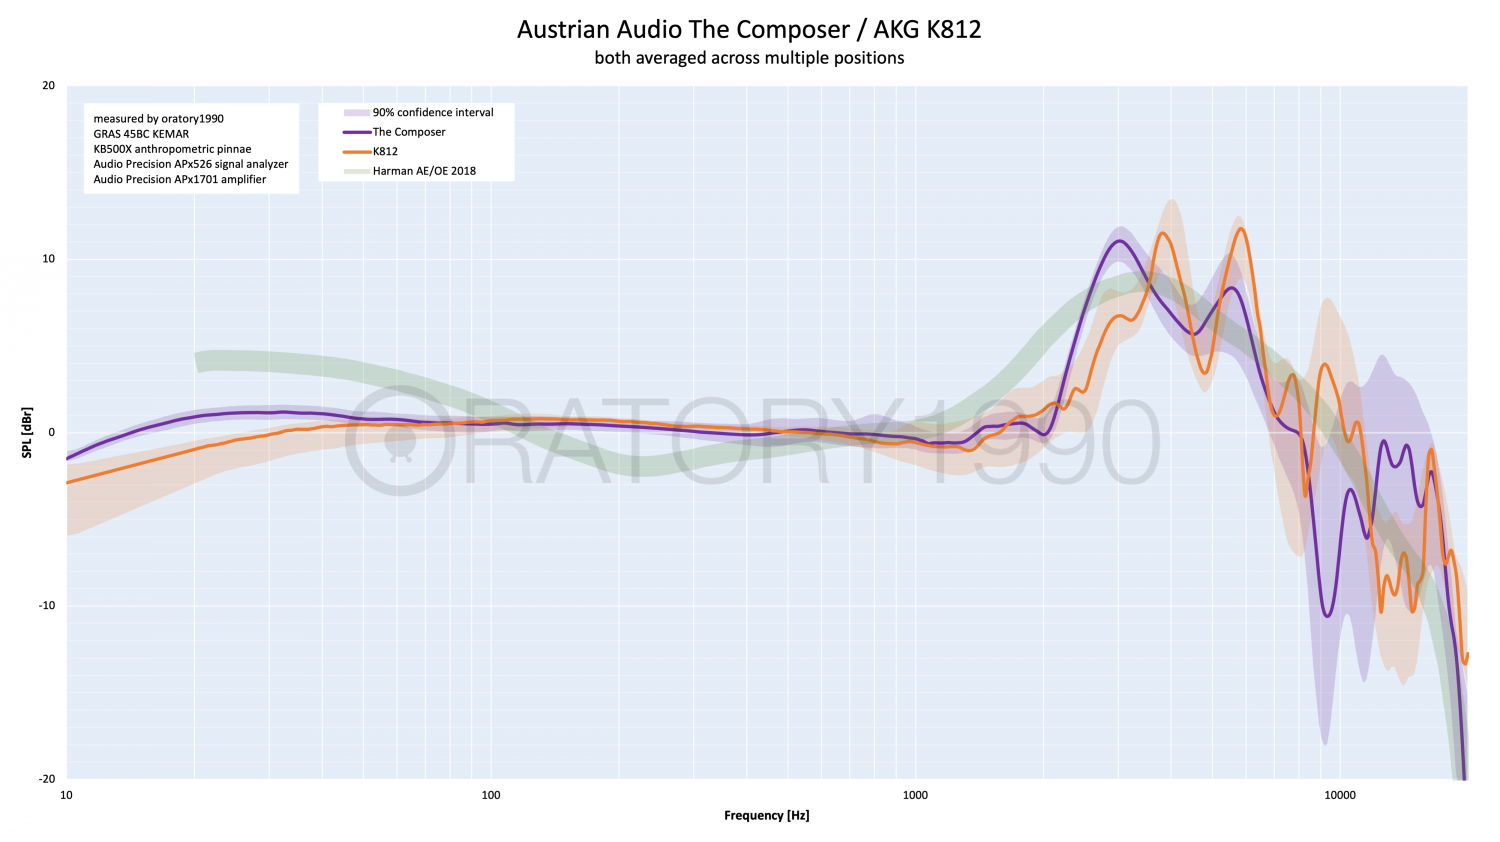 Austrian Audio The Composer / AKG K812
both averaged across multiple positions
20
measured by oratory1990
GRAS 45BC KEMAR
KB500X anthropometric pinnae
Audio Precision APx526 signal analyzer
Audio Precision APx1701 amplifier
90% confidence interval
The Composer
K812
Harman AE/OE 2018
10
0
-10
-20
SPL [dBr]
ORATORY1990
10
100
1000
10000
Frequency [Hz]